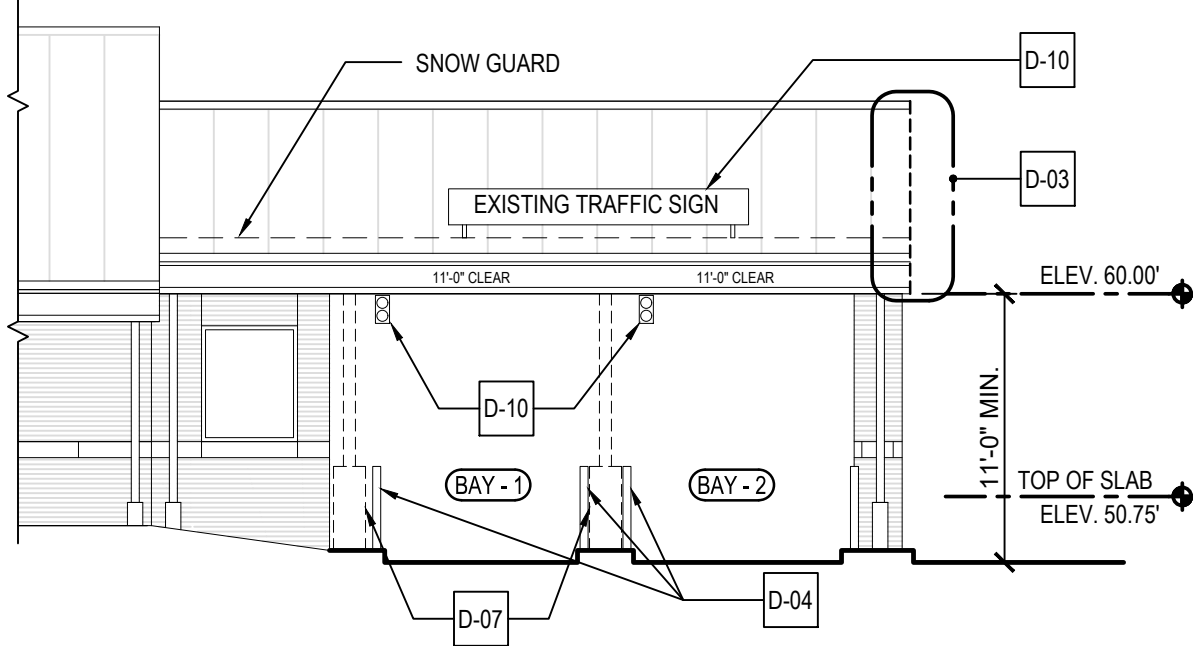 SNOW GUARD
D-10
D-03
EXISTING TRAFFIC SIGN
11'-0" CLEAR
11'-0" CLEAR
ELEV. 60.00'
D-10
11'-0" MIN.
BAY - 1
BAY - 2
TOP OF SLAB
ELEV. 50.75'
D-07
D-04